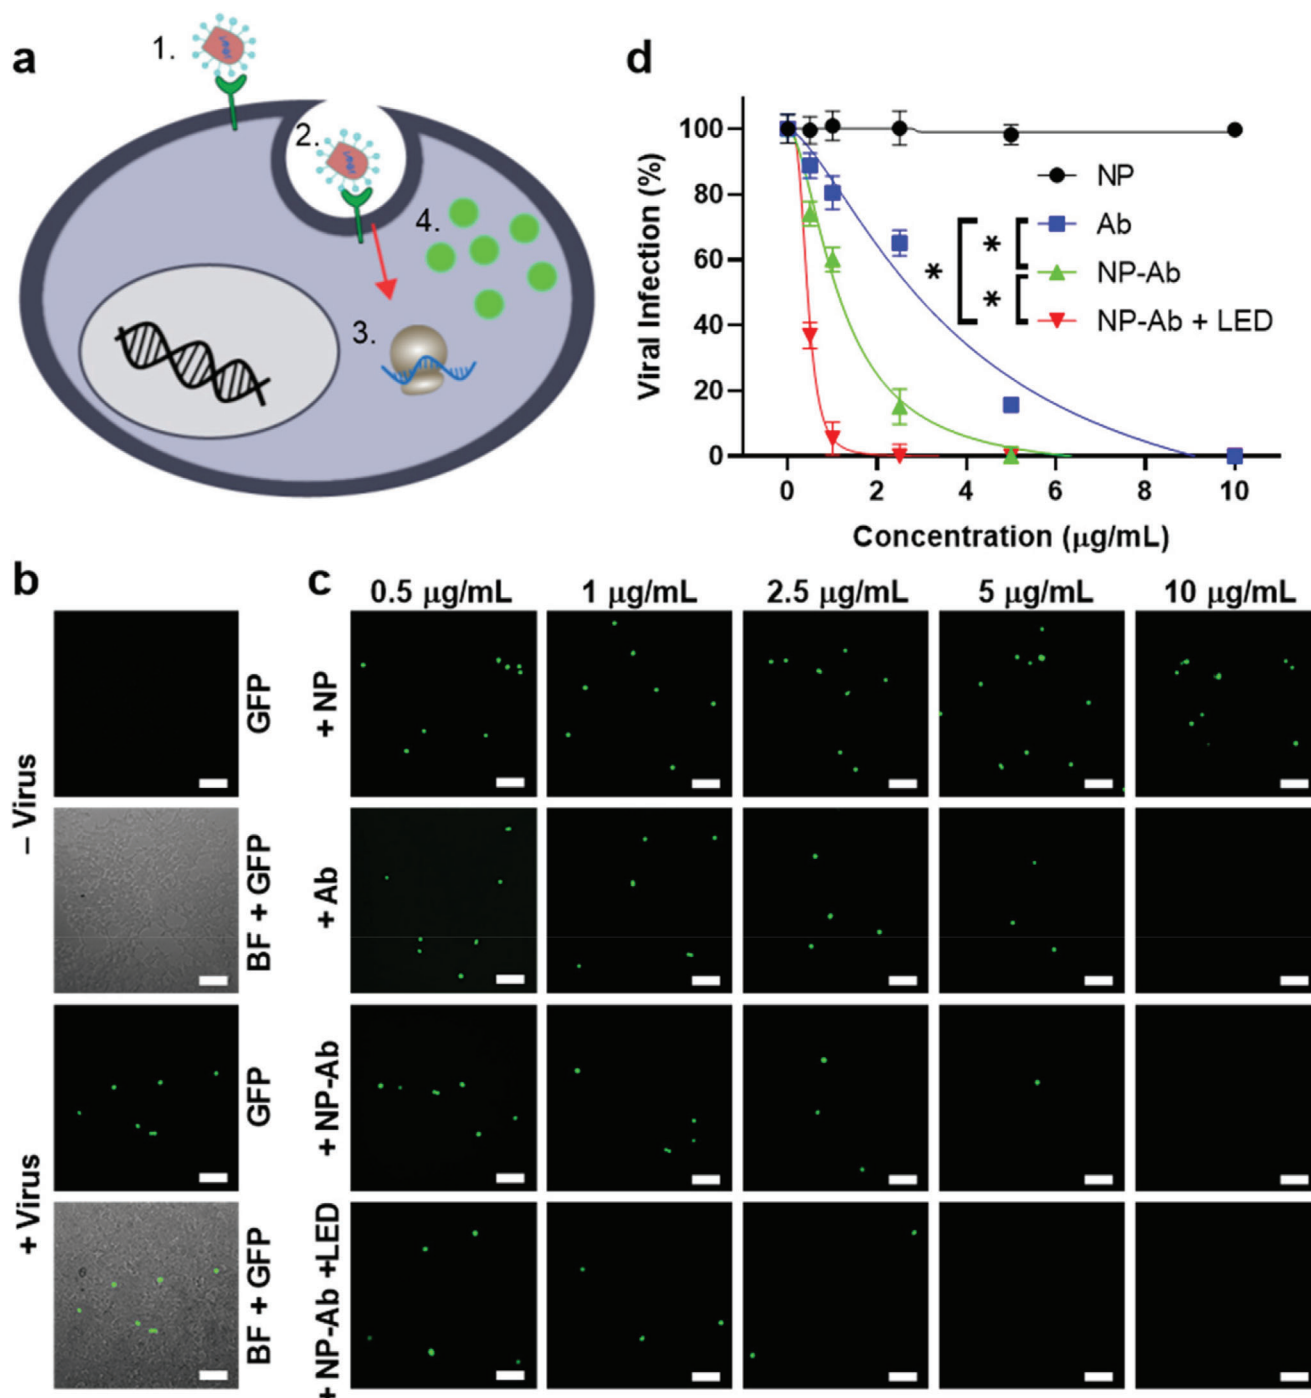 a
1.
2.
3.
4.
d
Viral Infection (%)
100
80
60
40
20
0
0 2 4 6 8 10
Concentration (μg/mL)
NP
Ab
NP-Ab
NP-Ab + LED
*
*
*
b
– Virus
GFP
BF + GFP
+ Virus
GFP
BF + GFP
c
0.5 μg/mL 1 μg/mL 2.5 μg/mL 5 μg/mL 10 μg/mL
+ NP
+ Ab
+ NP-Ab
+ NP-Ab +LED